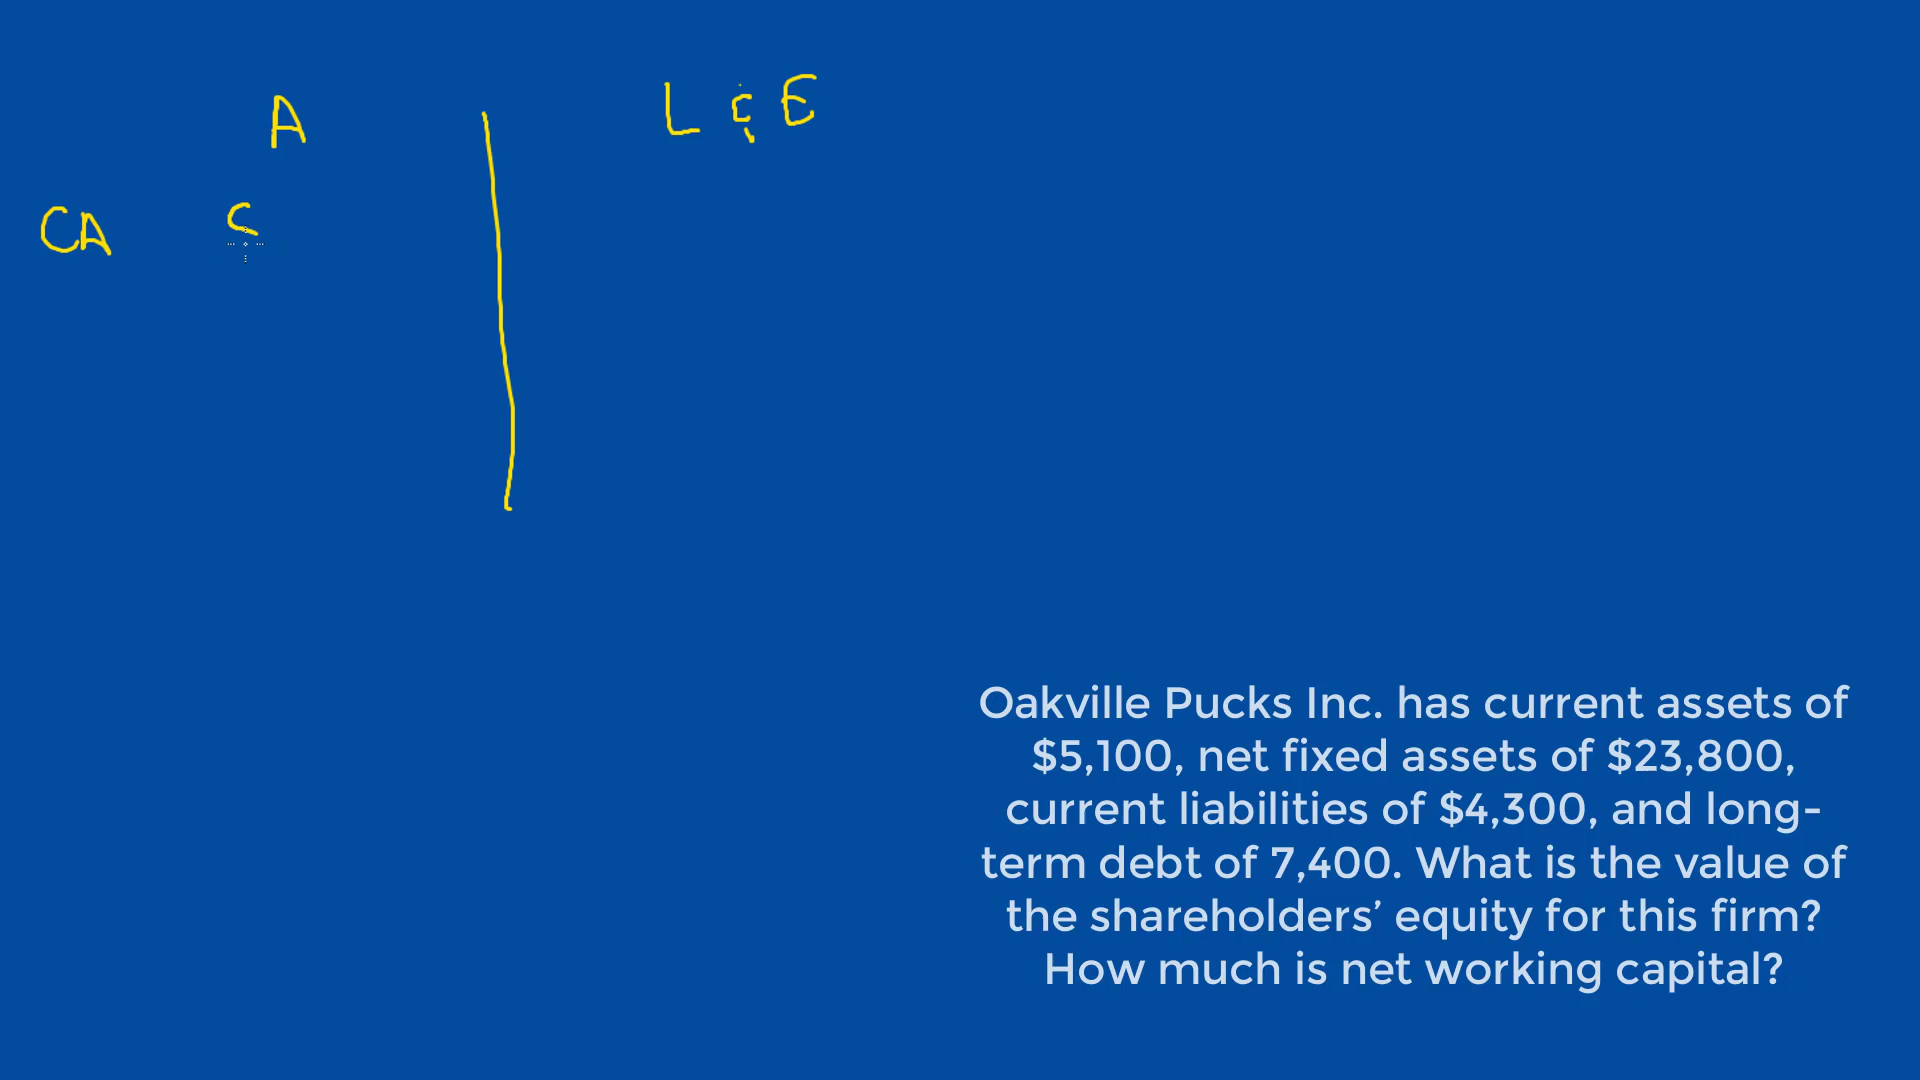 A
L & E
CA
Oakville Pucks Inc. has current assets of
$5,100, net fixed assets of $23,800,
current liabilities of $4,300, and long-
term debt of 7,400. What is the value of
the shareholders’ equity for this firm?
How much is net working capital?